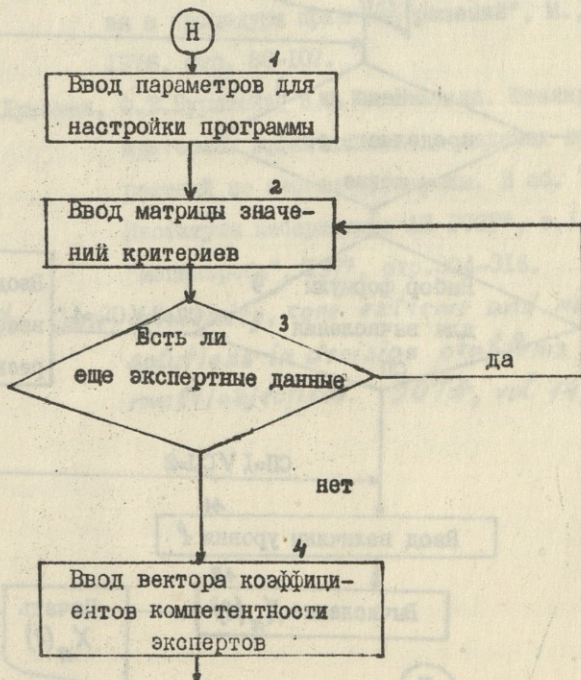 Н
1
Ввод параметров для
настройки программы
2
Ввод матрицы значе-
ний критериев
3
Есть ли
еще экспертные данные
да
нет
4
Ввод вектора коэффици-
ентов компетентности
экспертов